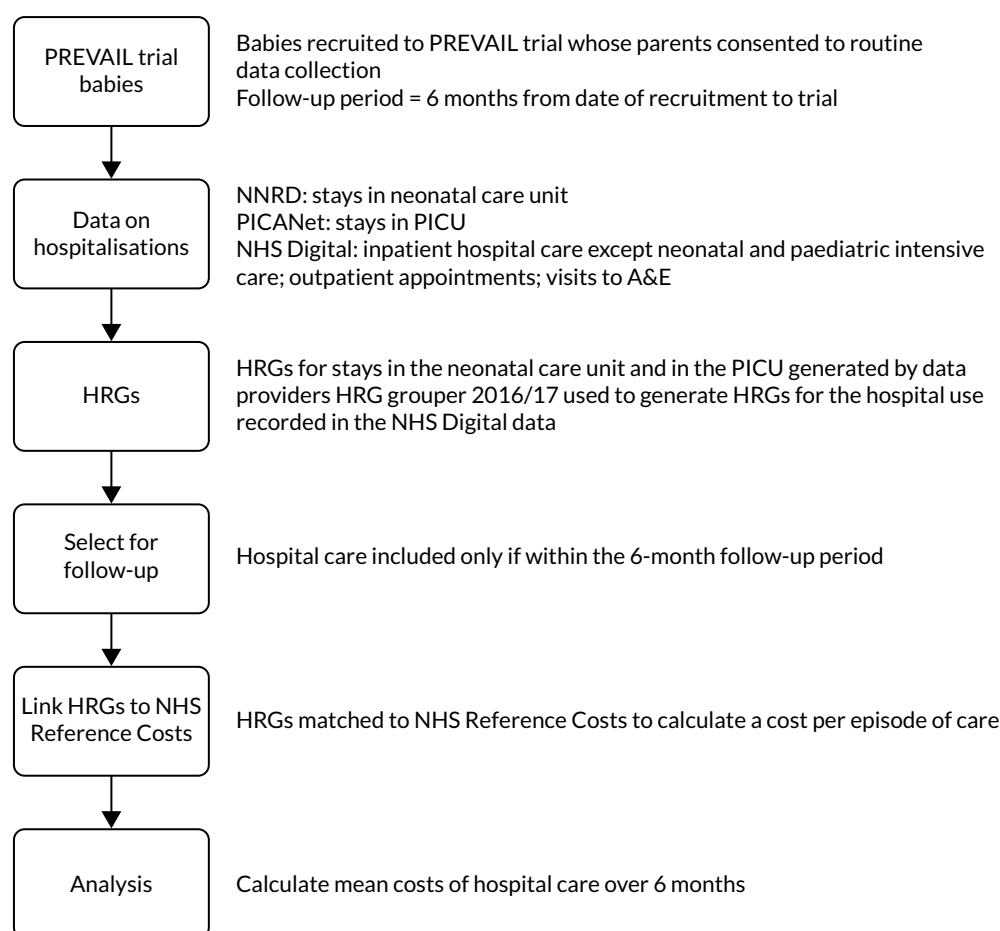 PREVAIL trial
babies
Babies recruited to PREVAIL trial whose parents consented to routine
data collection
Follow-up period = 6 months from date of recruitment to trial
Data on
hospitalisations
NNRD: stays in neonatal care unit
PICANet: stays in PICU
NHS Digital: inpatient hospital care except neonatal and paediatric intensive
care; outpatient appointments; visits to A&E
HRGs
HRGs for stays in the neonatal care unit and in the PICU generated by data
providers HRG grouper 2016/17 used to generate HRGs for the hospital use
recorded in the NHS Digital data
Select for
follow-up
Hospital care included only if within the 6-month follow-up period
Link HRGs to NHS
Reference Costs
HRGs matched to NHS Reference Costs to calculate a cost per episode of care
Analysis
Calculate mean costs of hospital care over 6 months